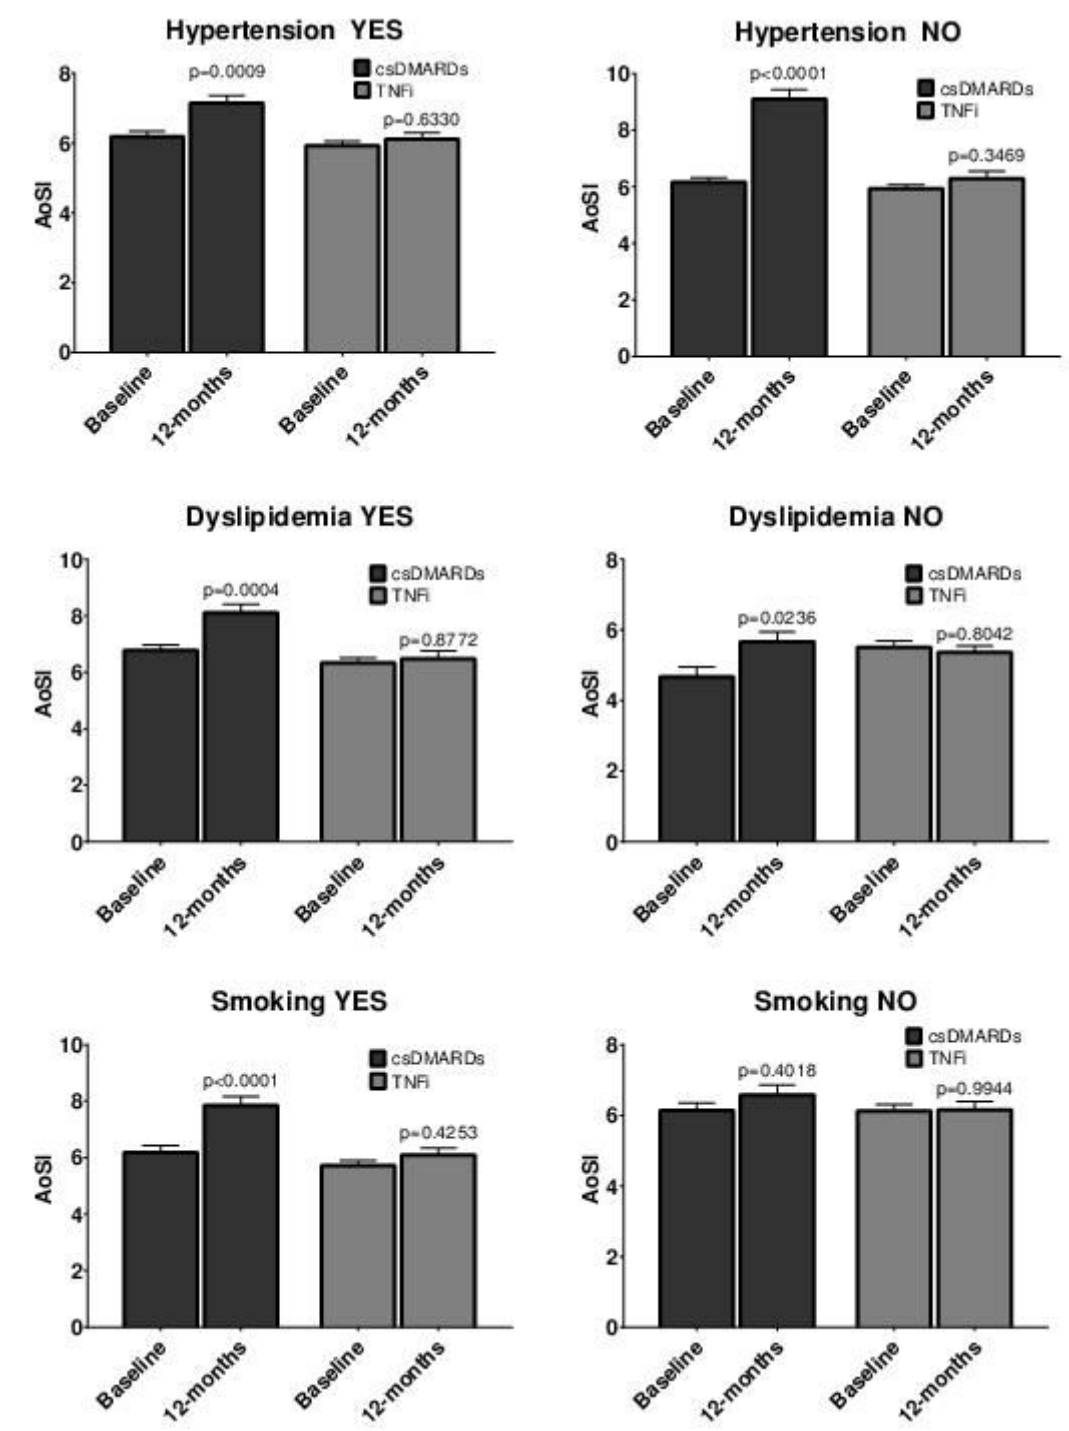 Hypertension YES
8
6
4
2
0
AoSI
p=0.0009
csDMARDs
TNFi
p=0.6330
Baseline
12-months
Baseline
12-months
Hypertension NO
10
8
6
4
2
0
AoSI
p<0.0001
csDMARDs
TNFi
p=0.3469
Baseline
12-months
Baseline
12-months
Dyslipidemia YES
10
8
6
4
2
0
AoSI
p=0.0004
csDMARDs
TNFi
p=0.8772
Baseline
12-months
Baseline
12-months
Dyslipidemia NO
8
6
4
2
0
AoSI
p=0.0236
csDMARDs
TNFi
p=0.8042
Baseline
12-months
Baseline
12-months
Smoking YES
10
8
6
4
2
0
AoSI
p<0.0001
csDMARDs
TNFi
p=0.4253
Baseline
12-months
Baseline
12-months
Smoking NO
8
6
4
2
0
AoSI
p=0.4018
csDMARDs
TNFi
p=0.9944
Baseline
12-months
Baseline
12-months